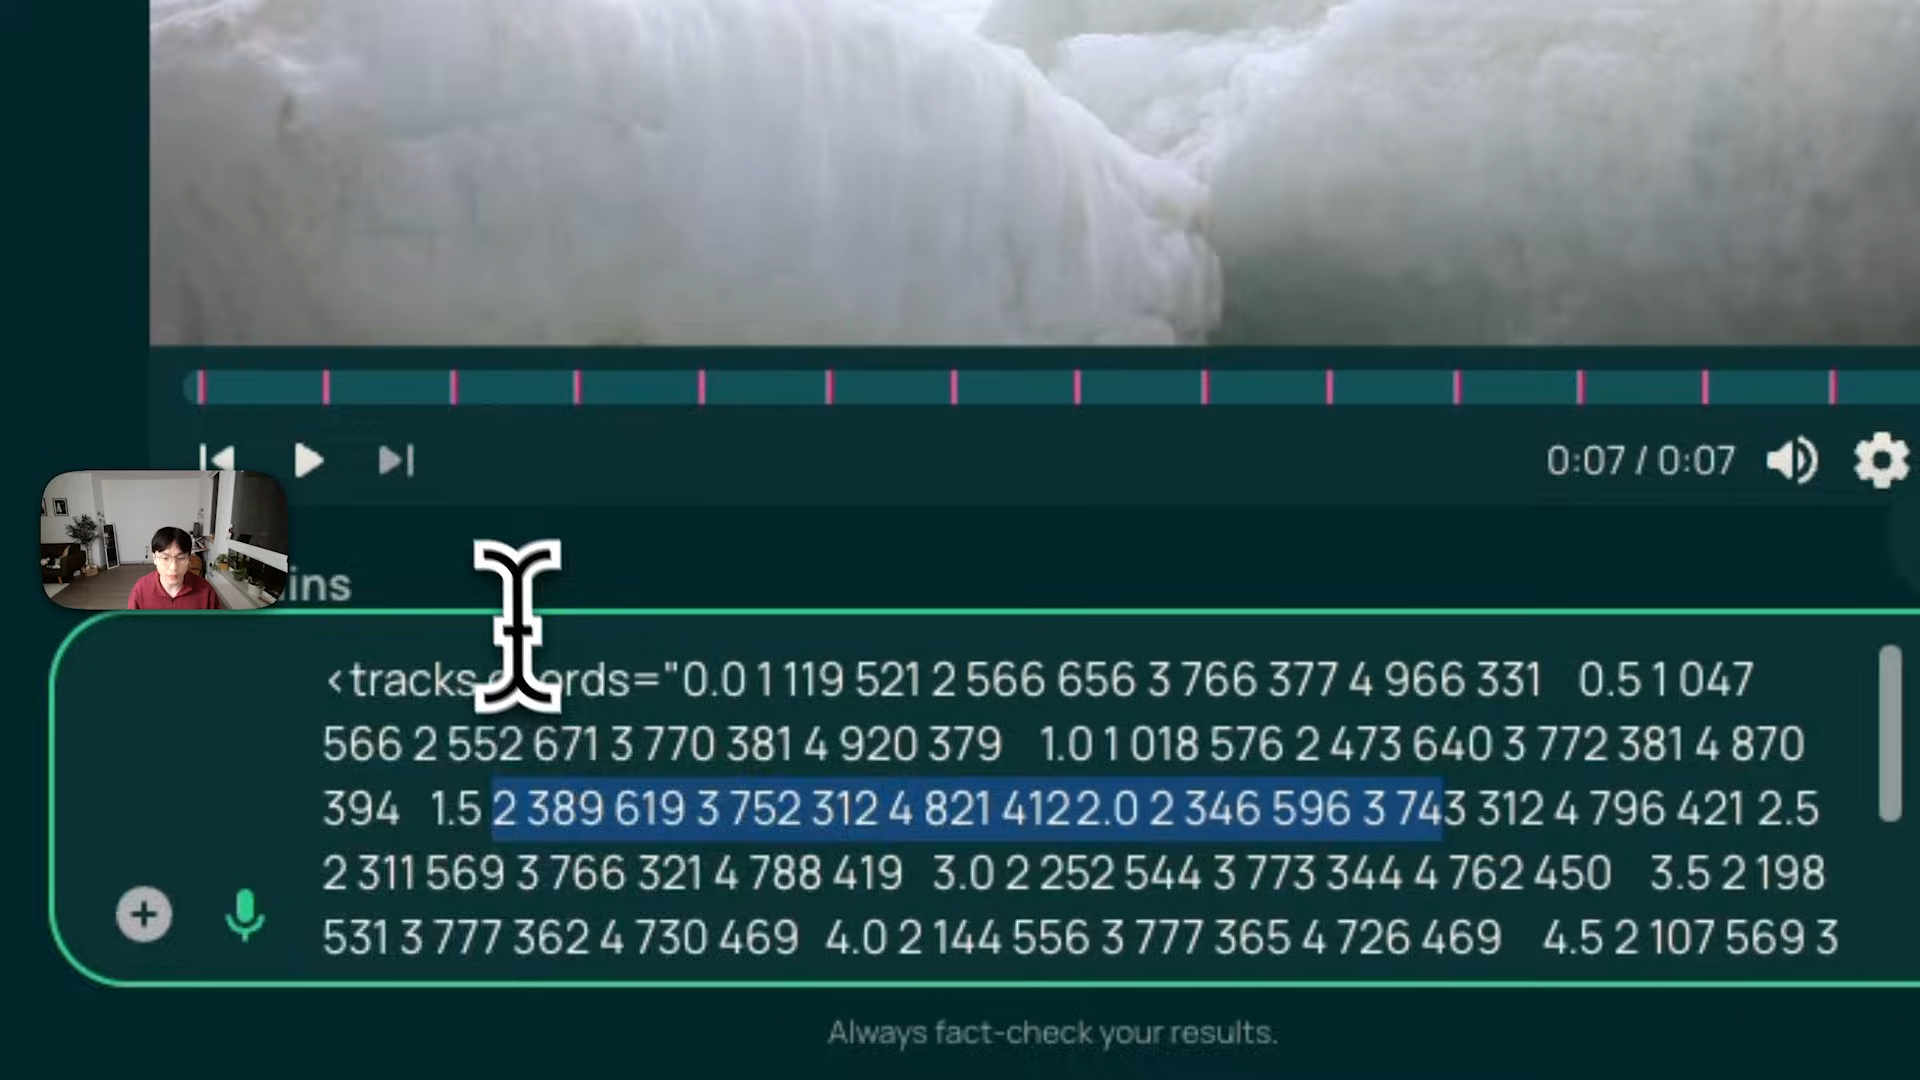 0:07 / 0:07
ins
<tracks ords="0.0 1 119 521 2 566 656 3 766 377 4 966 331 0.5 1 047
566 2 552 671 3 770 381 4 920 379 1.0 1 018 576 2 473 640 3 772 381 4 870
394 1.5 2 389 619 3 752 312 4 821 412 2.0 2 346 596 3 743 312 4 796 421 2.5
2 311 569 3 766 321 4 788 419 3.0 2 252 544 3 773 344 4 762 450 3.5 2 198
531 3 777 362 4 730 469 4.0 2 144 556 3 777 365 4 726 469 4.5 2 107 569 3
Always fact-check your results.